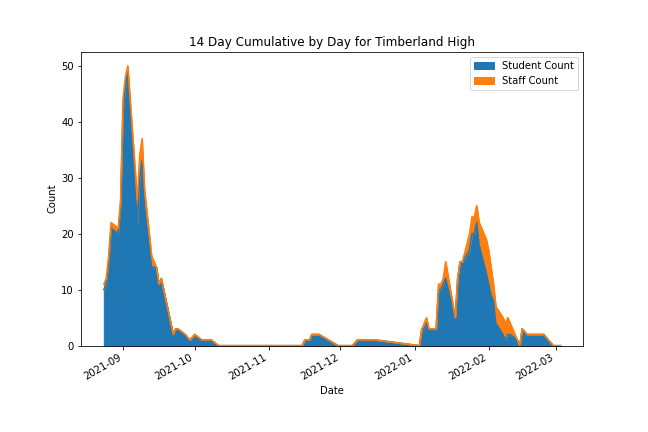 14 Day Cumulative by Day for Timberland High
Student Count
Staff Count
50
40
30
20
10
0
Count
2021-09
2021-10
2021-11
2021-12
2022-01
2022-02
2022-03
Date